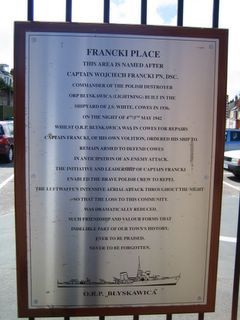 FRANCKI PLACE
THIS AREA IS NAMED AFTER
CAPTAIN WOJCIECH FRANCKI PN, DSC.
COMMANDER OF THE POLISH DESTROYER
ORP BLYSKAWICA (LIGHTNING) BUILT IN THE
SHIPYARD OF J.S. WHITE, COWES IN 1936.
ON THE NIGHT OF 4TH/5TH MAY 1942
WHILST O.R.P. BLYSKAWICA WAS IN COWES FOR REPAIRS
CAPTAIN FRANCKI, OF HIS OWN VOLITION, ORDERED HIS SHIP TO
REMAIN ARMED TO DEFEND COWES
IN ANTICIPATION OF AN ENEMY ATTACK.
THE INITIATIVE AND LEADERSHIP OF CAPTAIN FRANCKI
ENABLED THE BRAVE POLISH CREW TO REPEL
THE LUFTWAFFE'S INTENSIVE AERIAL ATTACK THROUGHOUT THE NIGHT
SO THAT THE LOSS TO THIS COMMUNITY
WAS DRAMATICALLY REDUCED.
SUCH FRIENDSHIP AND VALOUR FORMS THAT
INDELIBLE PART OF OUR TOWN'S HISTORY,
EVER TO BE PRAISED,
NEVER TO BE FORGOTTEN.
O.R.P. BLYSKAWICA